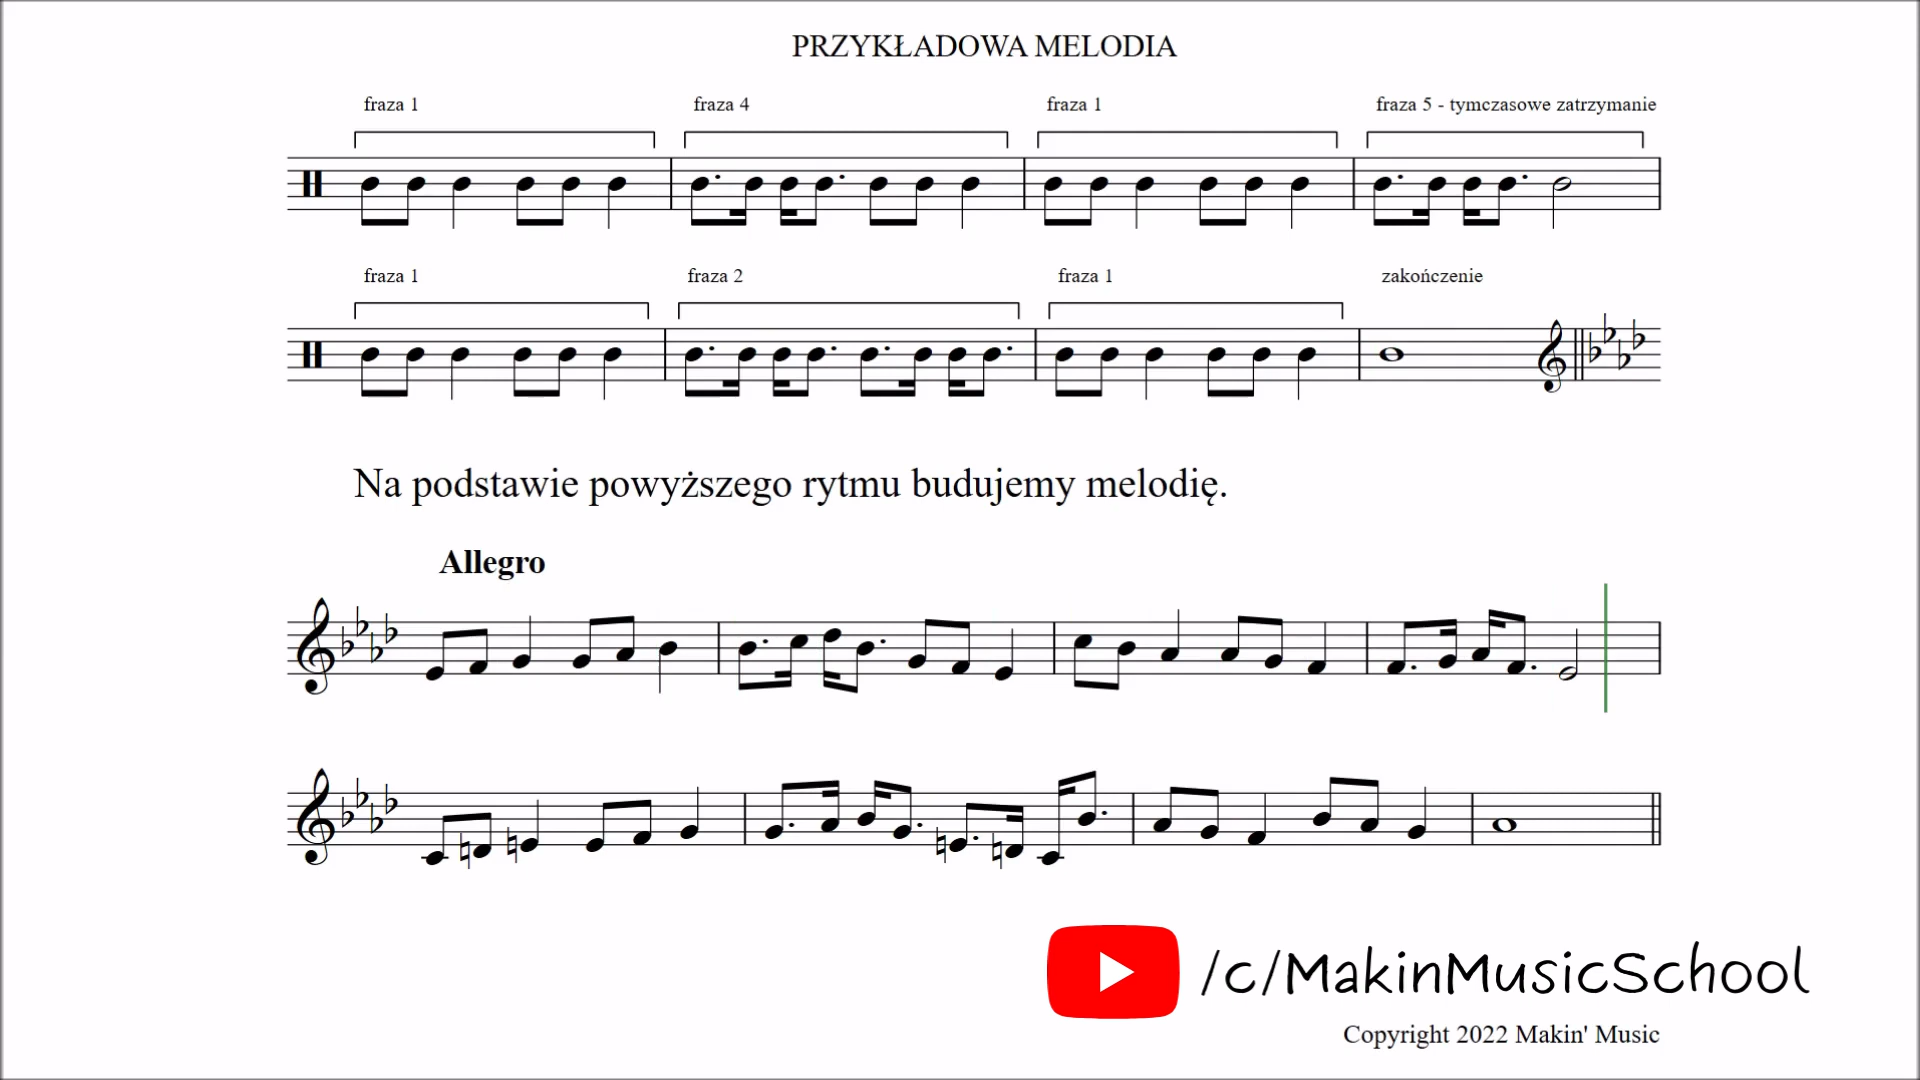 PRZYKŁADOWA MELODIA
fraza 1 fraza 4 fraza 1 fraza 5 - tymczasowe zatrzymanie
fraza 1 fraza 2 fraza 1 zakończenie
Na podstawie powyższego rytmu budujemy melodię.
Allegro
/c/MakinMusicSchool
Copyright 2022 Makin' Music